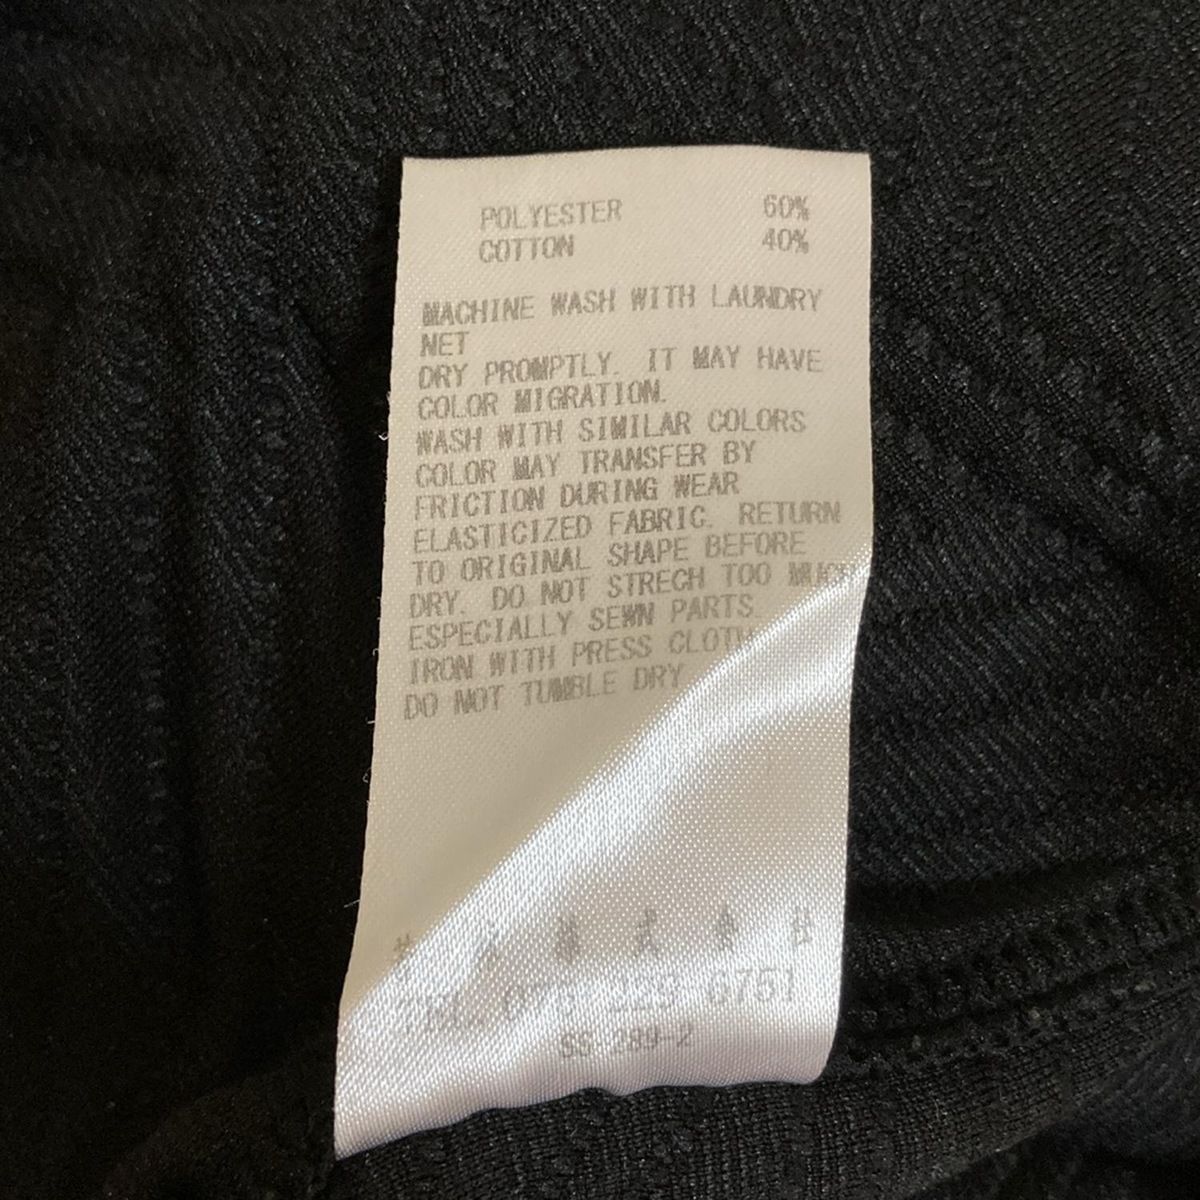 POLYESTER 60%
COTTON 40%
MACHINE WASH WITH LAUNDRY
NET
DRY PROMPTLY. IT MAY HAVE
COLOR MIGRATION.
WASH WITH SIMILAR COLORS
COLOR MAY TRANSFER BY
FRICTION DURING WEAR
ELASTICIZED FABRIC. RETURN
TO ORIGINAL SHAPE BEFORE
DRY. DO NOT STRECH TOO MUCH
ESPECIALLY SEWN PARTS.
IRON WITH PRESS CLOTH
DO NOT TUMBLE DRY
6751
SS 289-2